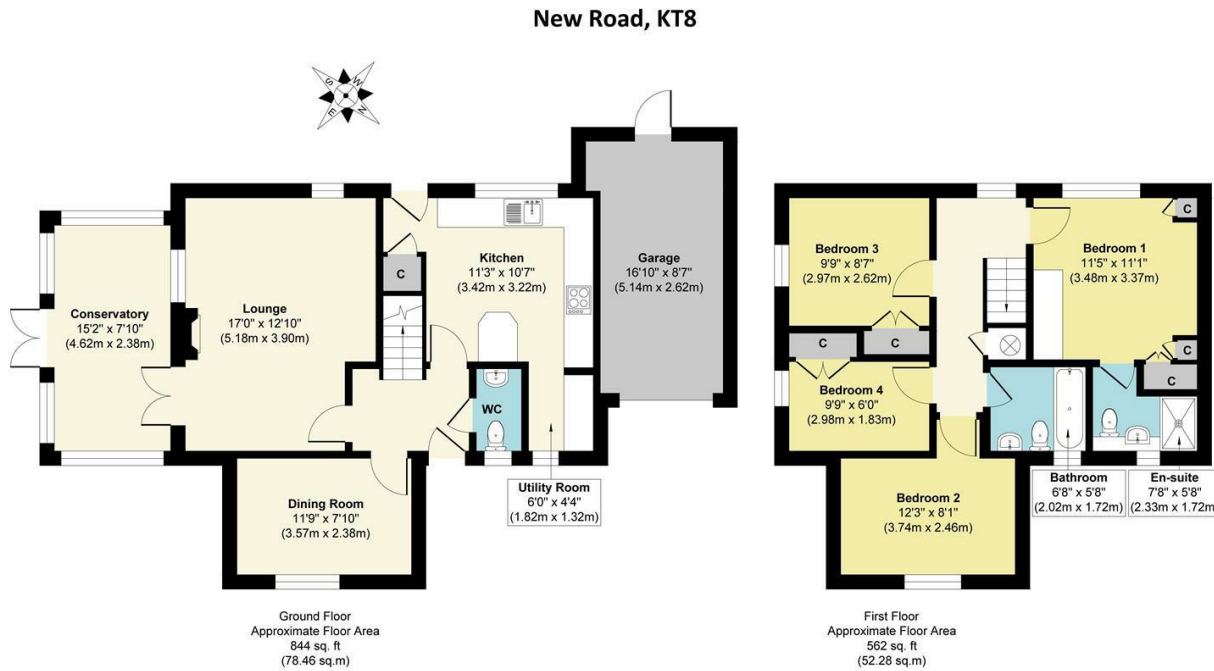 New Road, KT8
S
W
E
N
Conservatory
15'2" x 7'10"
(4.62m x 2.38m)
Lounge
17'0" x 12'10"
(5.18m x 3.90m)
C
Kitchen
11'3" x 10'7"
(3.42m x 3.22m)
WC
Garage
16'10" x 8'7"
(5.14m x 2.62m)
Dining Room
11'9" x 7'10"
(3.57m x 2.38m)
Utility Room
6'0" x 4'4"
(1.82m x 1.32m)
Ground Floor
Approximate Floor Area
844 sq. ft
(78.46 sq.m)
Bedroom 3
9'9" x 8'7"
(2.97m x 2.62m)
C
C
Bedroom 4
9'9" x 6'0"
(2.98m x 1.83m)
Bedroom 1
11'5" x 11'1"
(3.48m x 3.37m)
C
C
C
Bedroom 2
12'3" x 8'1"
(3.74m x 2.46m)
Bathroom
6'8" x 5'8"
(2.02m x 1.72m)
En-suite
7'8" x 5'8"
(2.33m x 1.72m
First Floor
Approximate Floor Area
562 sq. ft
(52.28 sq.m)